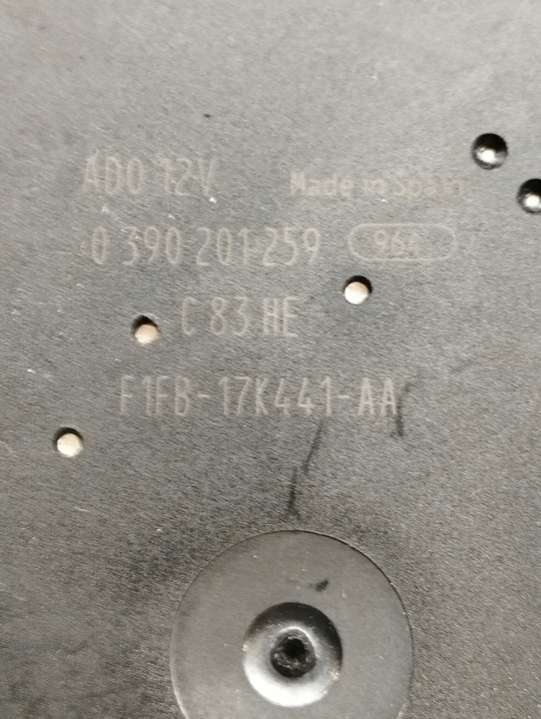 ADO 12V Made in Spain
0 390 201 259 964
C 83 HE
F1FB-17K441-AA